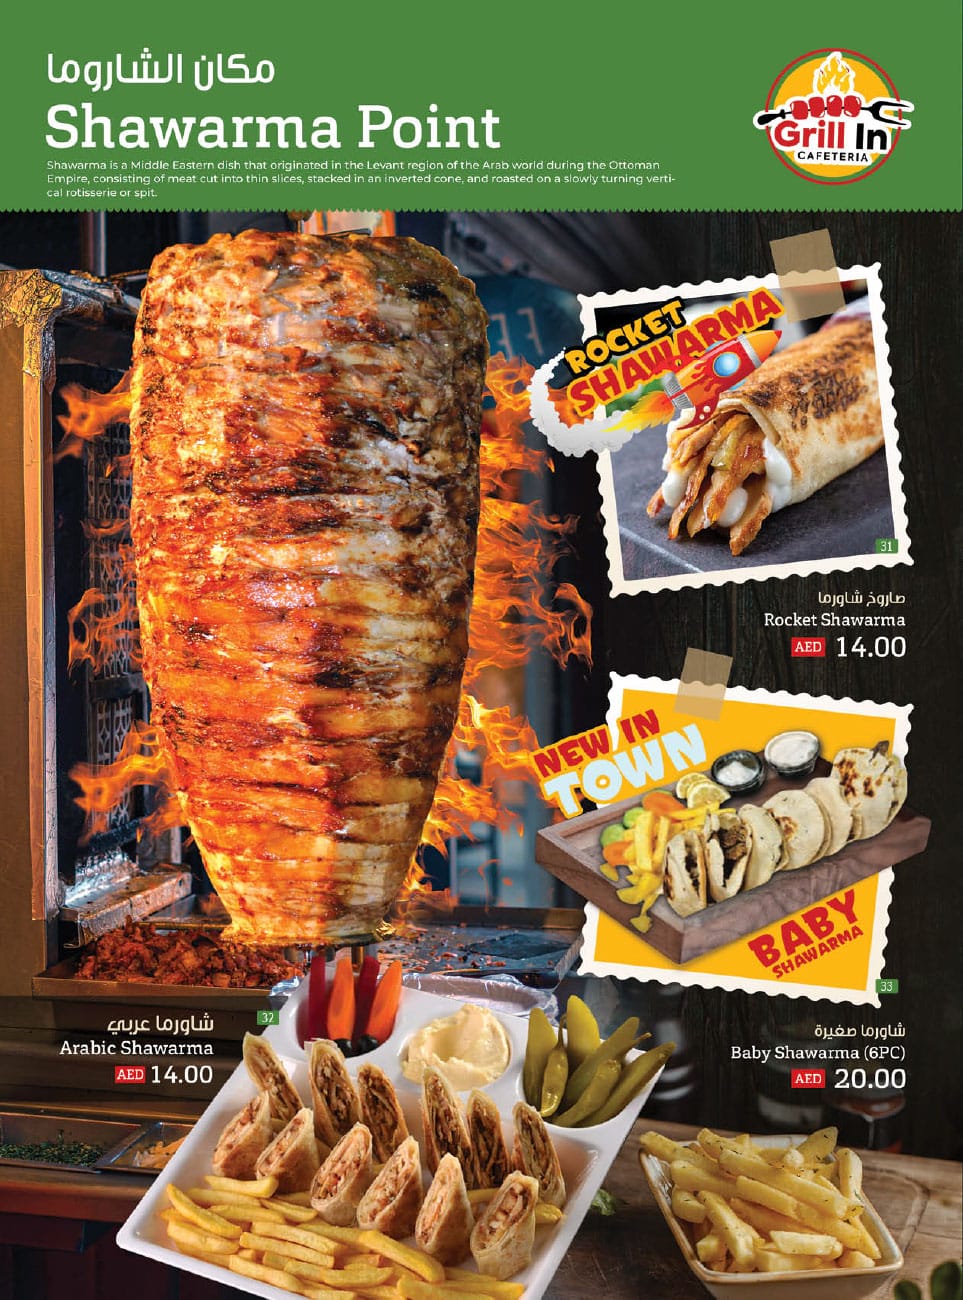 مكان الشاروما
Shawarma Point
Shawarma is a Middle Eastern dish that originated in the Levant region of the Arab world during the Ottoman
Empire, consisting of meat cut into thin slices, stacked in an inverted cone, and roasted on a slowly turning verti-
cal rotisserie or spit.
Grill In
CAFETERIA
ROCKET
SHAWARMA
31
صاروخ شاورما
Rocket Shawarma
AED 14.00
NEW IN
TOWN
BABY
SHAWARMA
33
شاورما صغيرة
Baby Shawarma (6PC)
AED 20.00
32
شاورما عربي
Arabic Shawarma
AED 14.00